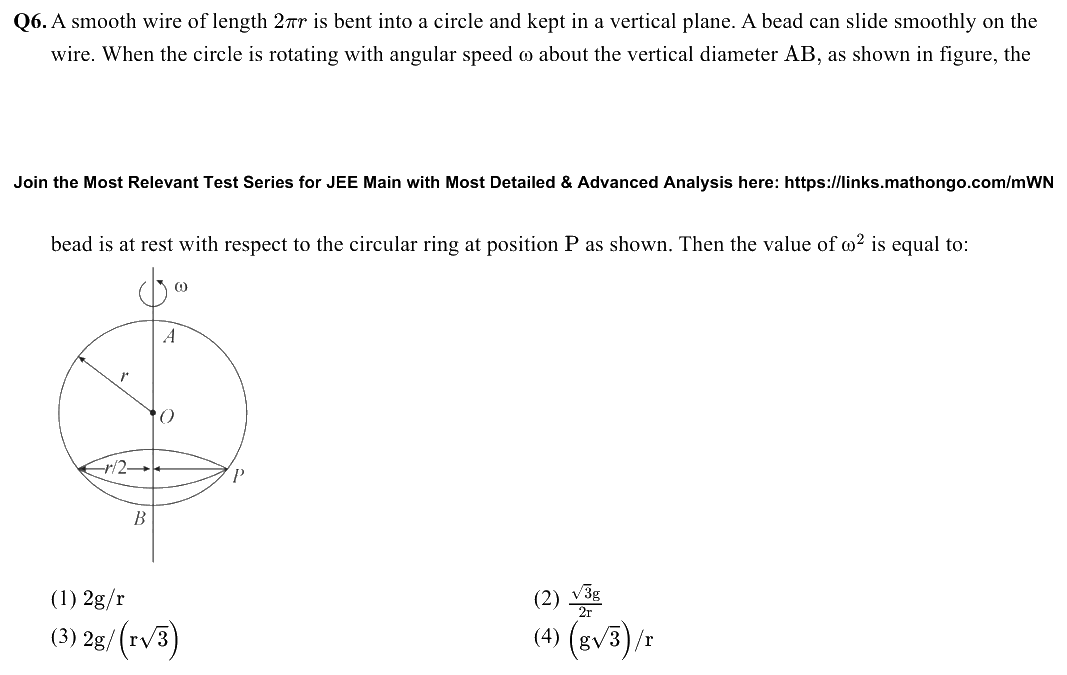 Q6. A smooth wire of length 2πr is bent into a circle and kept in a vertical plane. A bead can slide smoothly on the
wire. When the circle is rotating with angular speed ω about the vertical diameter AB, as shown in figure, the
Join the Most Relevant Test Series for JEE Main with Most Detailed & Advanced Analysis here: https://links.mathongo.com/mWN
bead is at rest with respect to the circular ring at position P as shown. Then the value of ω² is equal to:
ω
A
r
O
r/2
P
B
(1) 2g/r
(2) √3g/2r
(3) 2g/(r√3)
(4) (g√3)/r